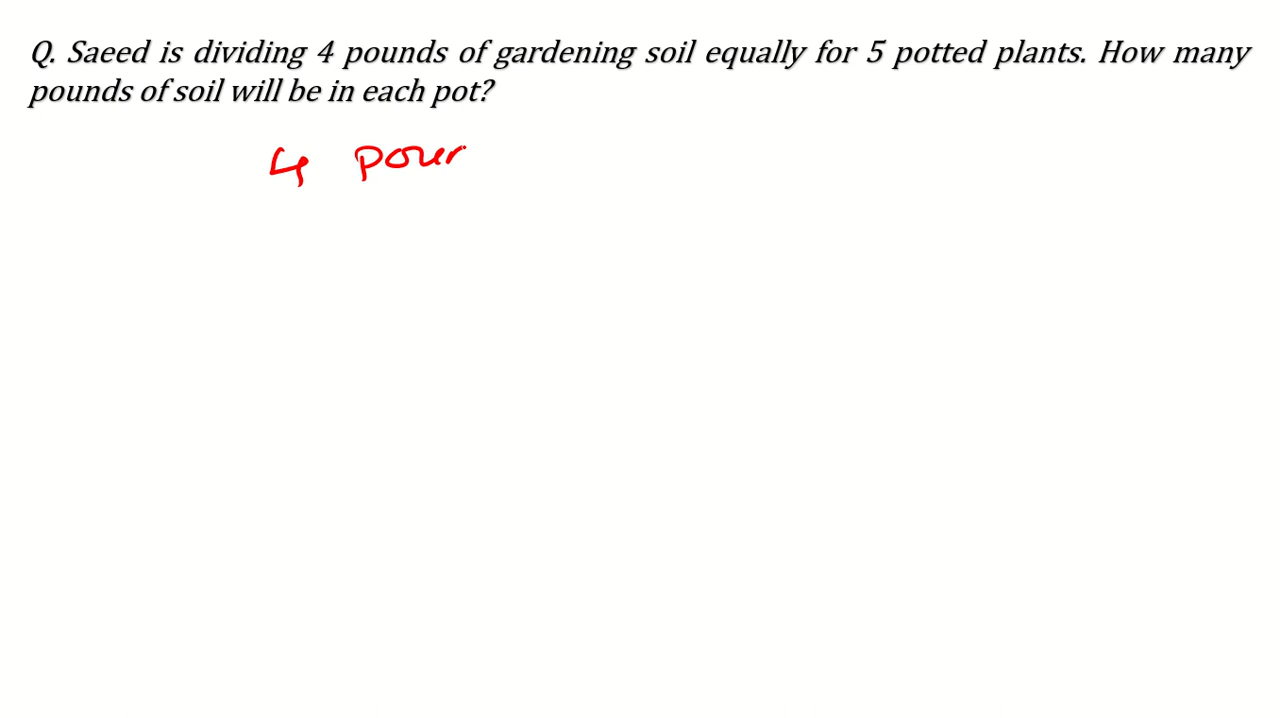 Q. Saeed is dividing 4 pounds of gardening soil equally for 5 potted plants. How many
pounds of soil will be in each pot?
4 pour